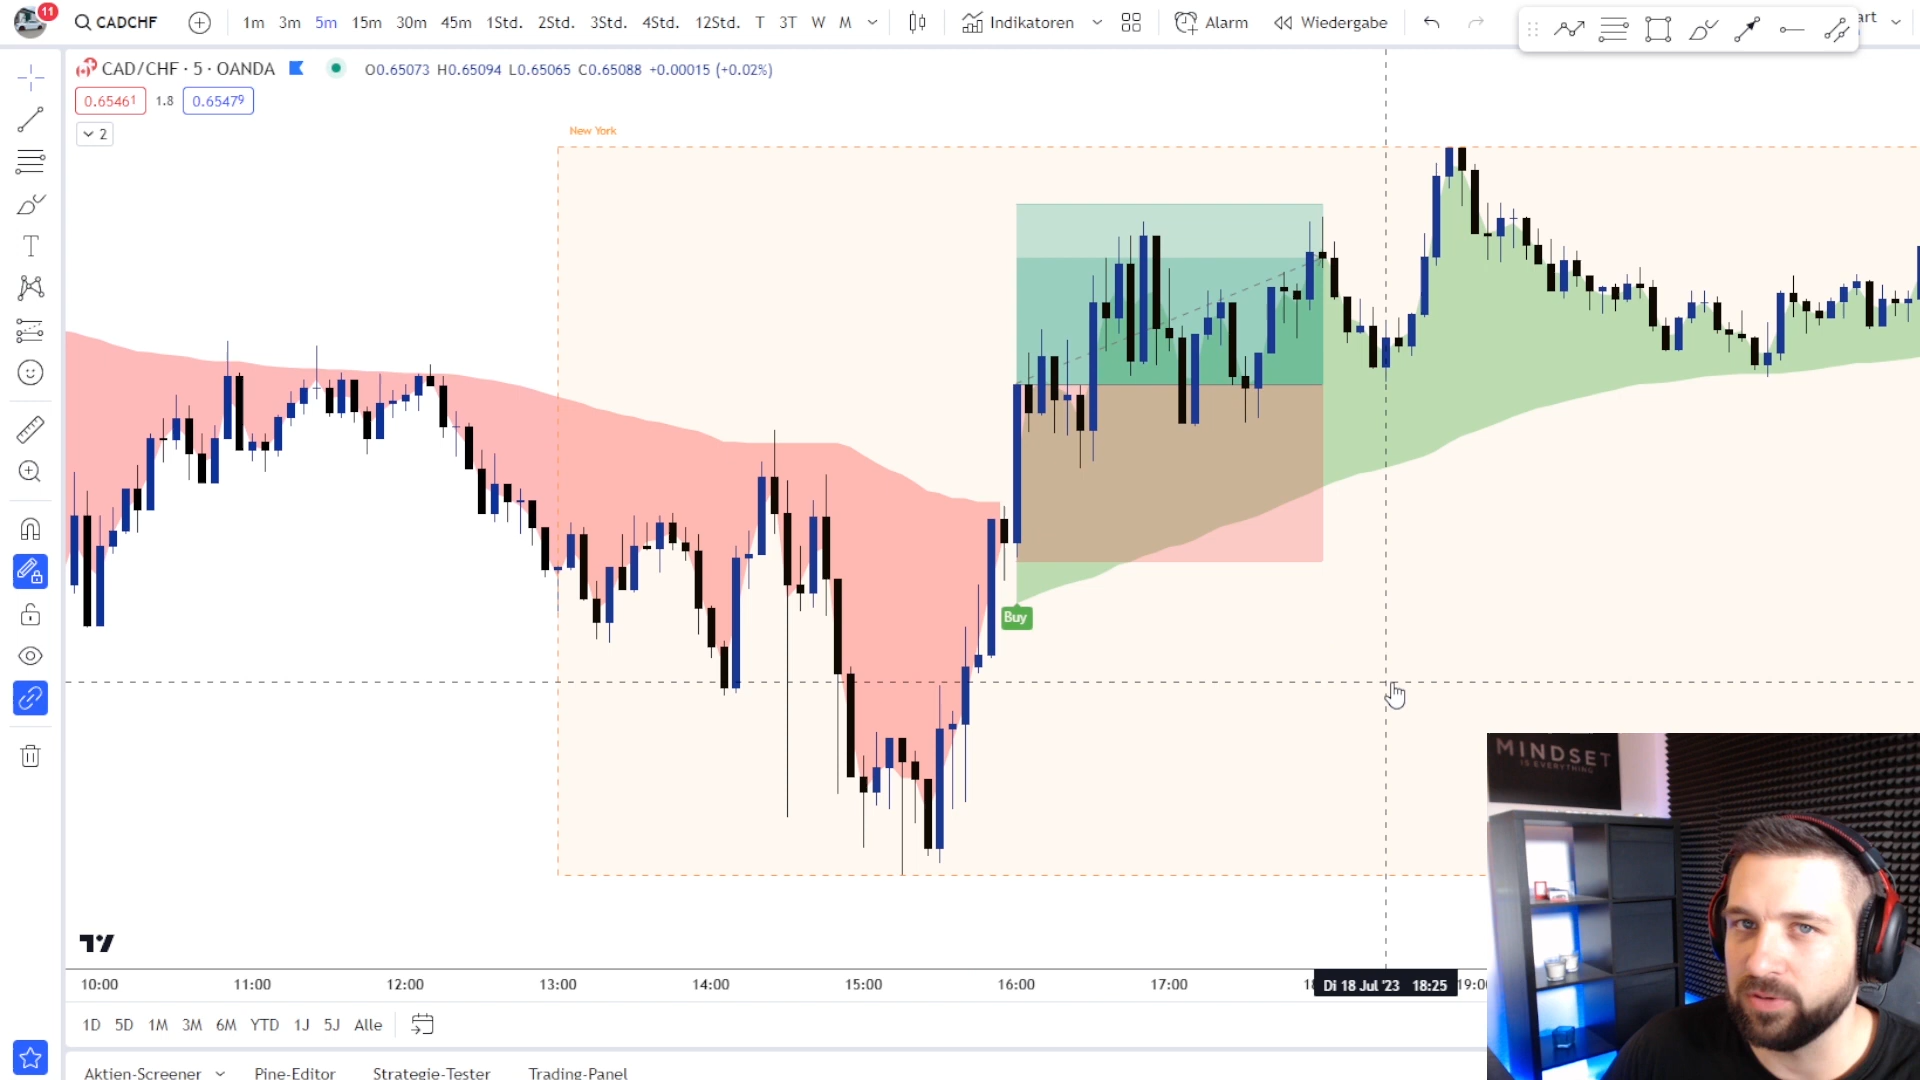 11
CADCHF
1m 3m 5m 15m 30m 45m 1Std. 2Std. 3Std. 4Std. 12Std. T 3T W M
Indikatoren
Alarm
Wiedergabe
CAD/CHF · 5 · OANDA
O0.65073 H0.65094 L0.65065 C0.65088 +0.00015 (+0.02%)
0.65461 1.8 0.65479
2
New York
Buy
MINDSET
IS EVERYTHING
10:00 11:00 12:00 13:00 14:00 15:00 16:00 17:00 Di 18 Jul '23 18:25
1D 5D 1M 3M 6M YTD 1J 5J Alle
Aktien-Screener Pine-Editor Strategie-Tester Trading-Panel